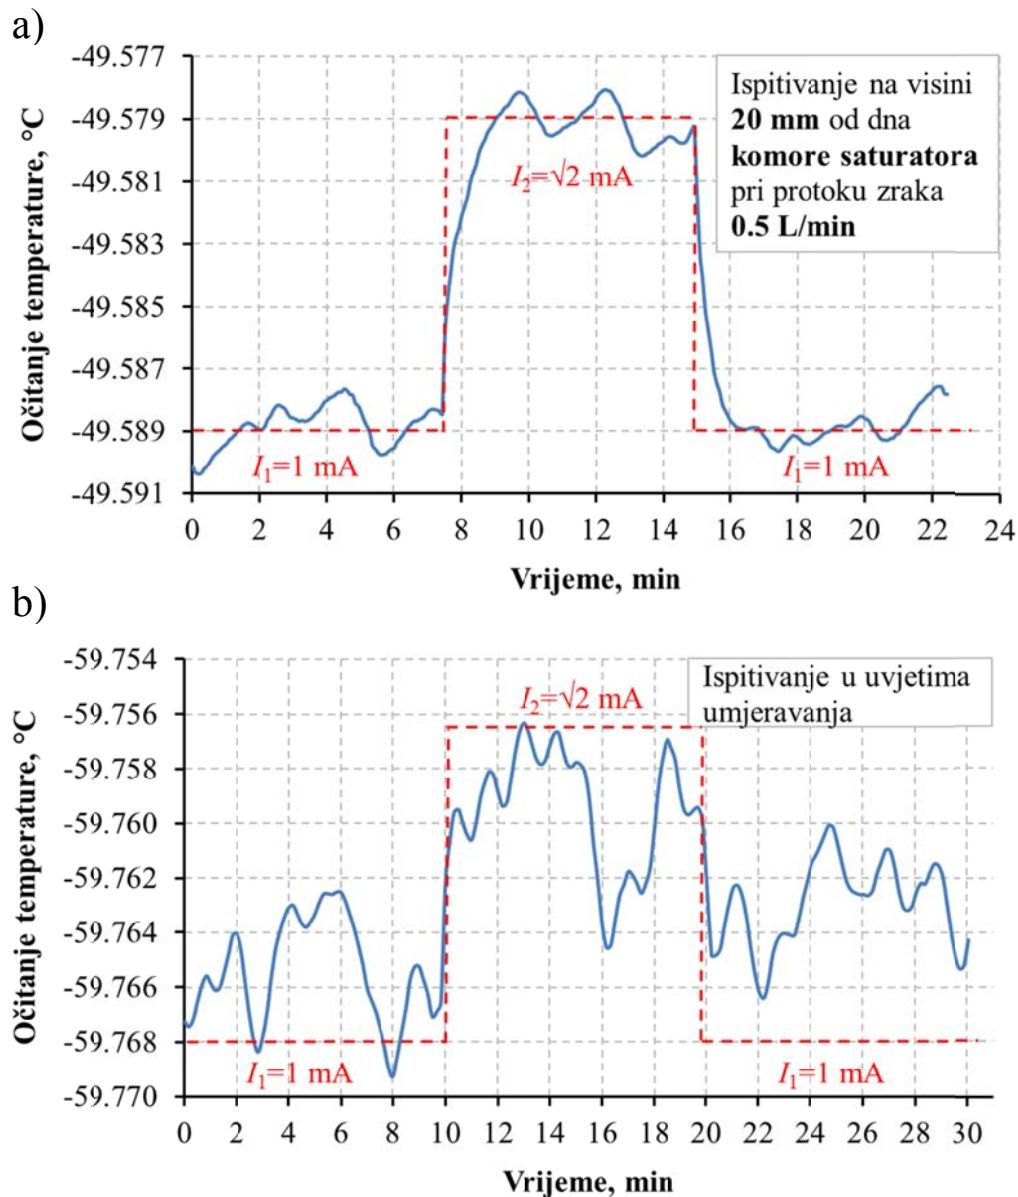 a)
Očitanje temperature, °C
-49.577
-49.579
-49.581
-49.583
-49.585
-49.587
-49.589
-49.591
Ispitivanje na visini
20 mm od dna
komore saturatora
pri protoku zraka
0.5 L/min
I₂=√2 mA
I₁=1 mA
I₁=1 mA
0 2 4 6 8 10 12 14 16 18 20 22 24
Vrijeme, min
b)
Očitanje temperature, °C
-59.754
-59.756
-59.758
-59.760
-59.762
-59.764
-59.766
-59.768
-59.770
I₂=√2 mA
Ispitivanje u uvjetima
umjeravanja
I₁=1 mA
I₁=1 mA
0 2 4 6 8 10 12 14 16 18 20 22 24 26 28 30
Vrijeme, min